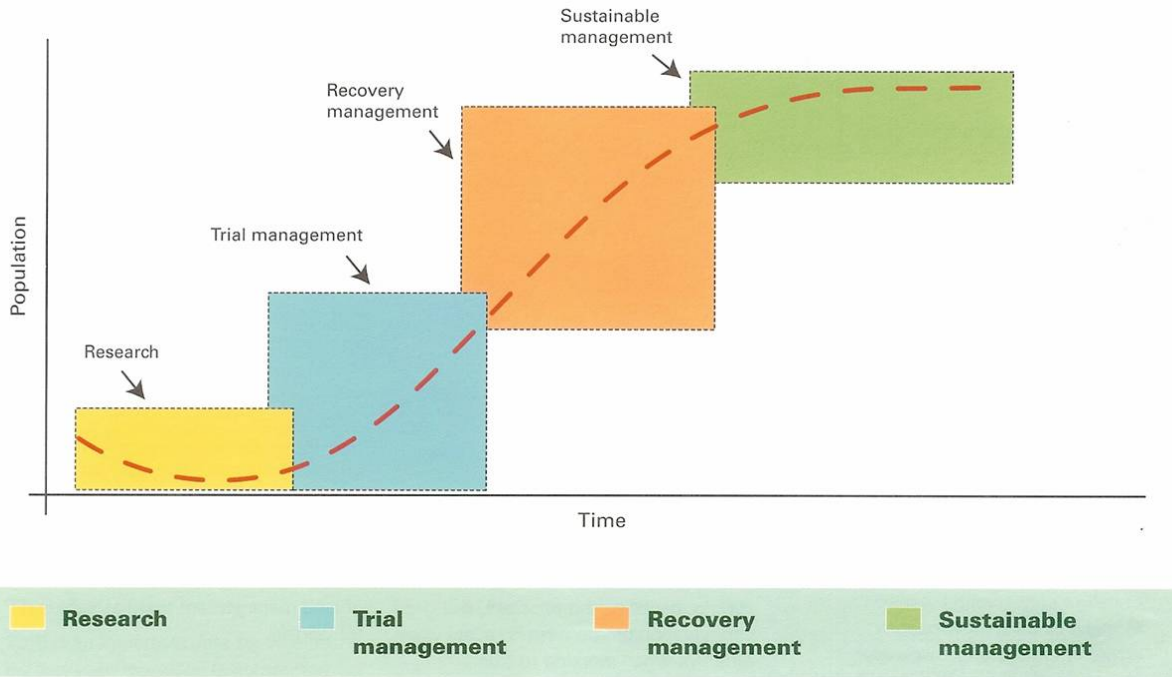 Sustainable
management
Recovery
management
Trial management
Research
Population
Time
Research
Trial
management
Recovery
management
Sustainable
management